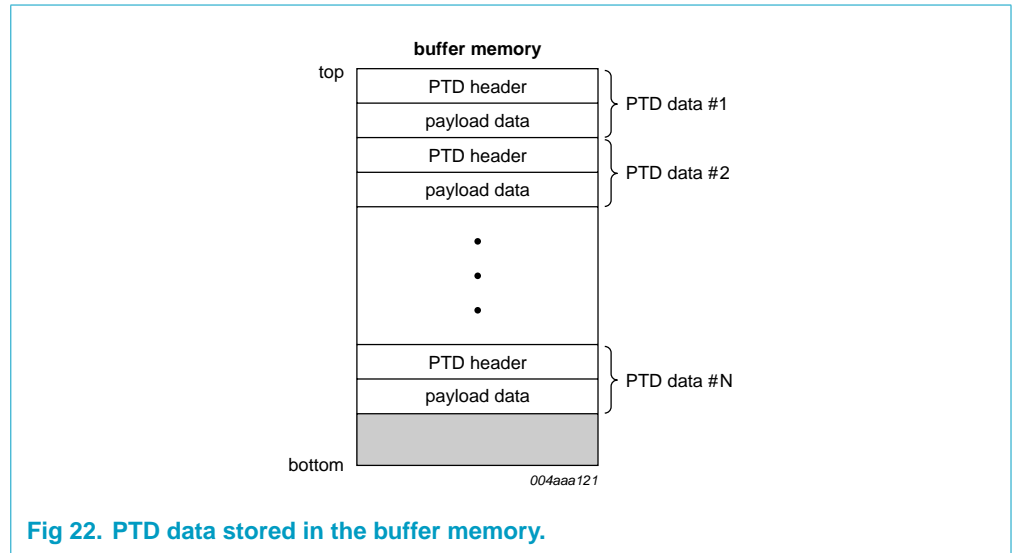 buffer memory
top
PTD header
PTD data #1
payload data
PTD header
PTD data #2
payload data
PTD header
PTD data #N
payload data
bottom
004aaa121
Fig 22. PTD data stored in the buffer memory.